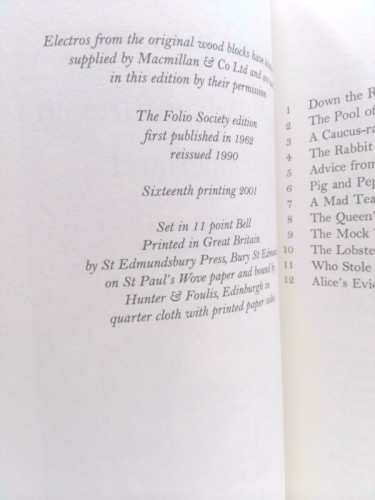 Electros from the original wood blocks have
supplied by Macmillan & Co Ltd and
in this edition by their permission
The Folio Society edition
first published in 1962
reissued 1990
Sixteenth printing 2001
Set in 11 point Bell
Printed in Great Britain
by St Edmundsbury Press, Bury St
on St Paul's Wove paper and bound by
Hunter & Foulis, Edinburgh in
quarter cloth with printed paper
1 Down the R
2 The Pool of
3 A Caucus-ra
4 The Rabbit
5 Advice from
6 Pig and Pep
7 A Mad Tea
8 The Queen's
9 The Mock
10 The Lobste
11 Who Stole
12 Alice's Evi